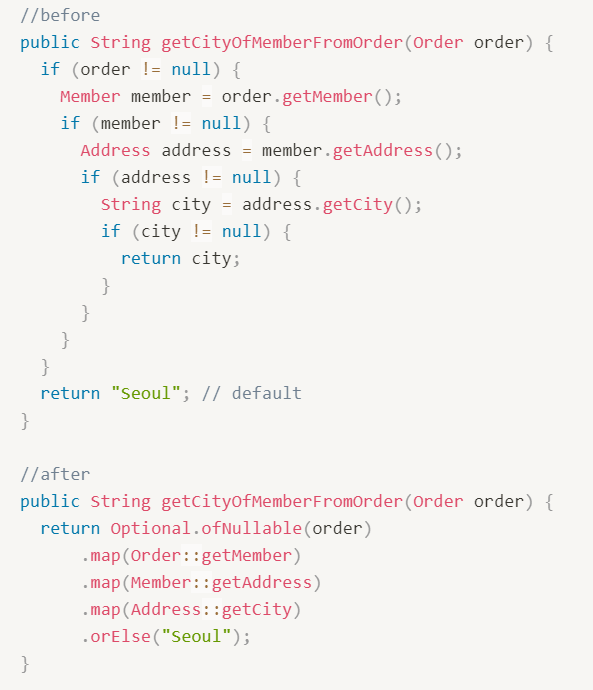 //before
public String getCityOfMemberFromOrder(Order order) {
  if (order != null) {
    Member member = order.getMember();
    if (member != null) {
      Address address = member.getAddress();
      if (address != null) {
        String city = address.getCity();
        if (city != null) {
          return city;
        }
      }
    }
  }
  return "Seoul"; // default
}

//after
public String getCityOfMemberFromOrder(Order order) {
  return Optional.ofNullable(order)
      .map(Order::getMember)
      .map(Member::getAddress)
      .map(Address::getCity)
      .orElse("Seoul");
}